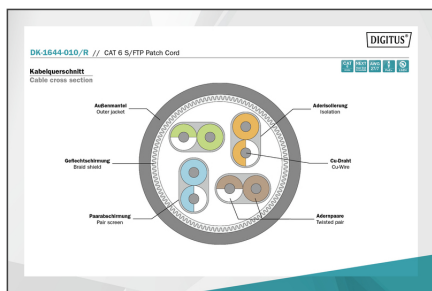 DIGITUS®
DK-1644-010/R // CAT 6 S/FTP Patch Cord
Kabelquerschnitt
Cable cross section
Außenmantel
Outer jacket
Aderisolierung
Isolation
Geflechtschirmung
Braid shield
Cu-Draht
Cu-Wire
Paarabschirmung
Pair screen
Adernpaare
Twisted pair